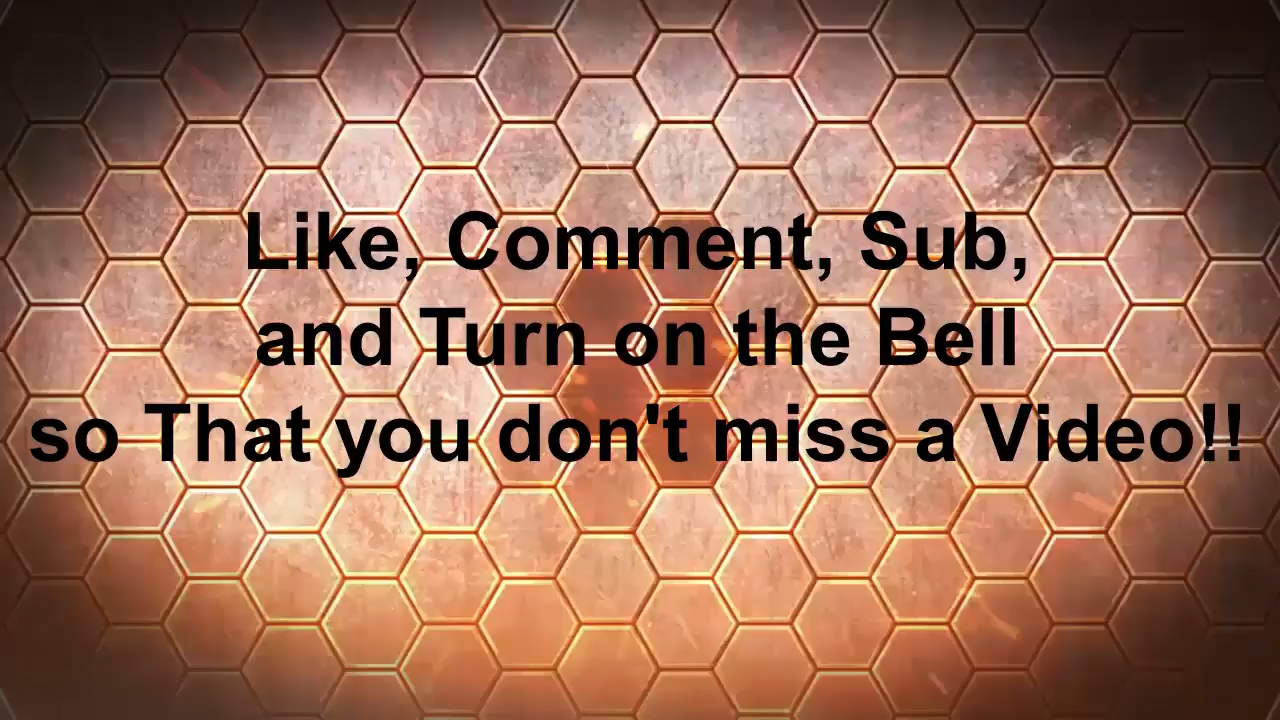 Like, Comment, Sub,
and Turn on the Bell
so That you don't miss a Video!!